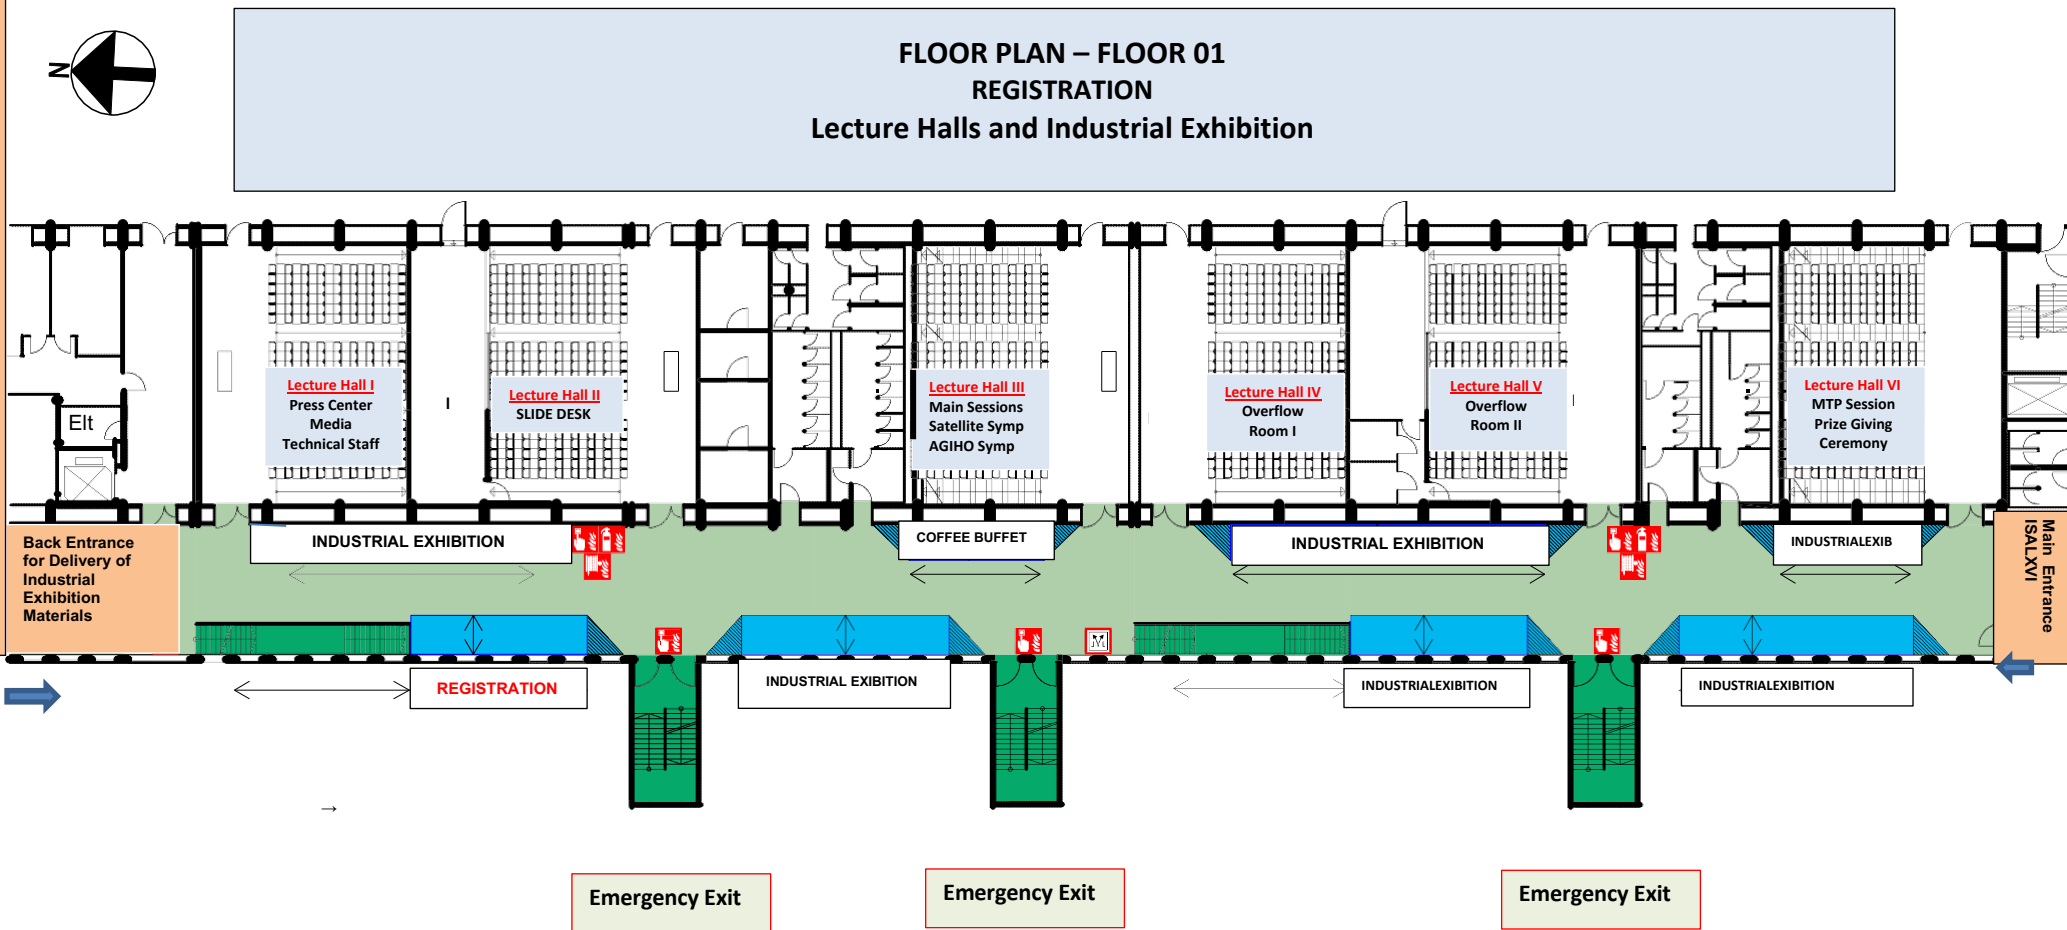 FLOOR PLAN – FLOOR 01
REGISTRATION
Lecture Halls and Industrial Exhibition
N
Elt
Lecture Hall I
Press Center
Media
Technical Staff
I
Lecture Hall II
SLIDE DESK
Lecture Hall III
Main Sessions
Satellite Symp
AGIHO Symp
Lecture Hall IV
Overflow
Room I
Lecture Hall V
Overflow
Room II
Lecture Hall VI
MTP Session
Prize Giving
Ceremony
Back Entrance
for Delivery of
Industrial
Exhibition
Materials
INDUSTRIAL EXHIBITION
COFFEE BUFFET
INDUSTRIAL EXHIBITION
INDUSTRIALEXIB
Main Entrance
ISALXVI
REGISTRATION
INDUSTRIAL EXIBITION
INDUSTRIALEXIBITION
INDUSTRIALEXIBITION
Emergency Exit
Emergency Exit
Emergency Exit